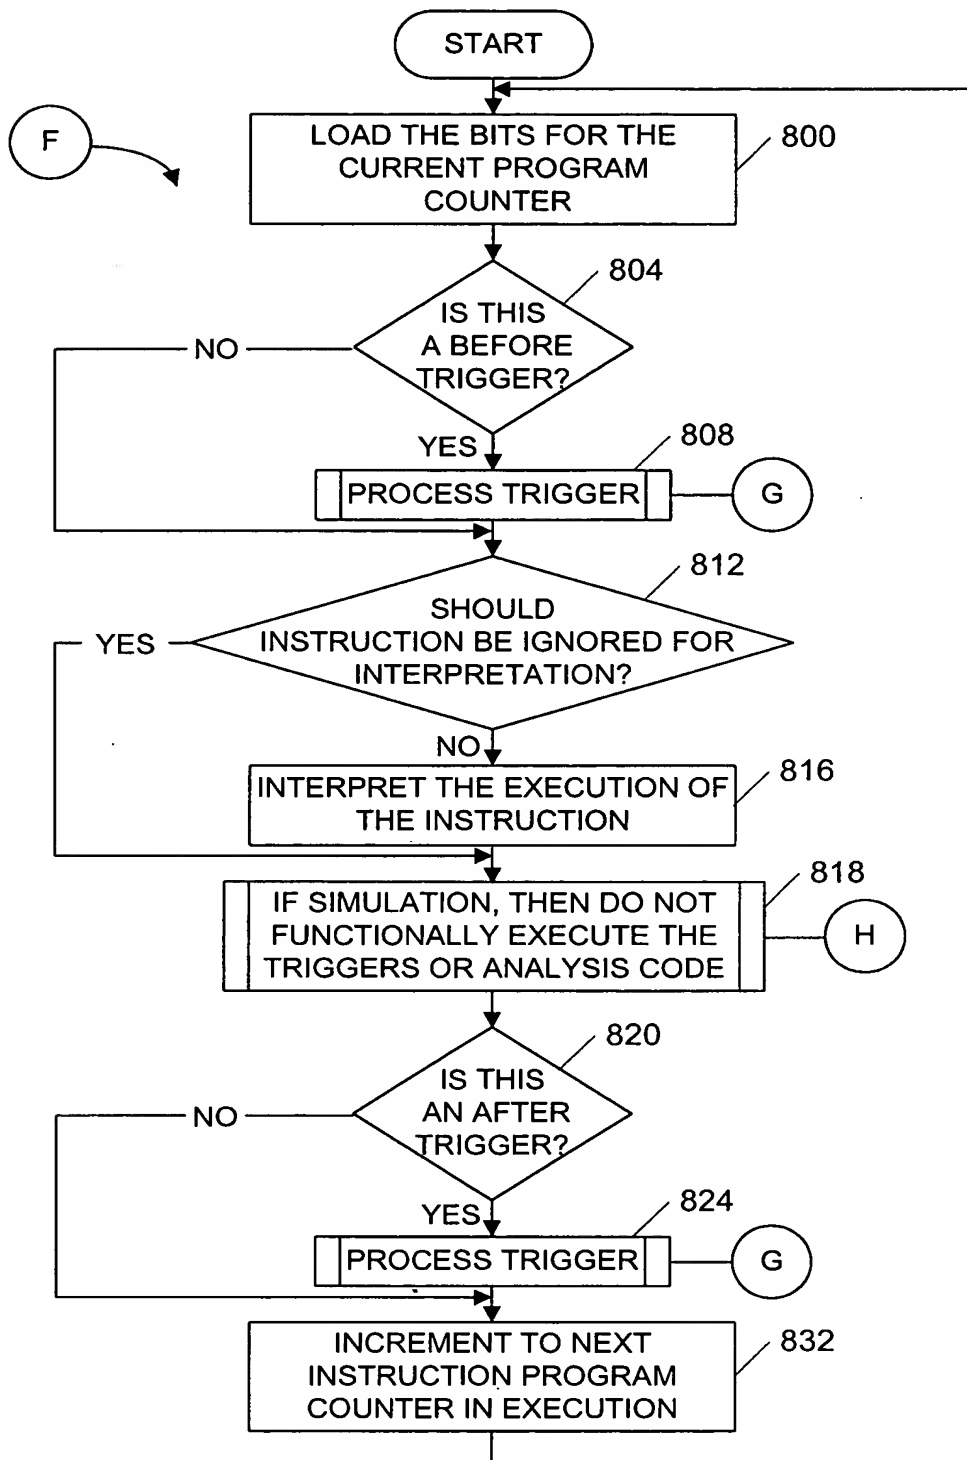 START
F
LOAD THE BITS FOR THE
CURRENT PROGRAM
COUNTER
800
804
IS THIS
A BEFORE
TRIGGER?
NO
YES
808
PROCESS TRIGGER
G
812
SHOULD
INSTRUCTION BE IGNORED FOR
INTERPRETATION?
YES
NO
816
INTERPRET THE EXECUTION OF
THE INSTRUCTION
818
IF SIMULATION, THEN DO NOT
FUNCTIONALLY EXECUTE THE
TRIGGERS OR ANALYSIS CODE
H
820
IS THIS
AN AFTER
TRIGGER?
NO
YES
824
PROCESS TRIGGER
G
832
INCREMENT TO NEXT
INSTRUCTION PROGRAM
COUNTER IN EXECUTION